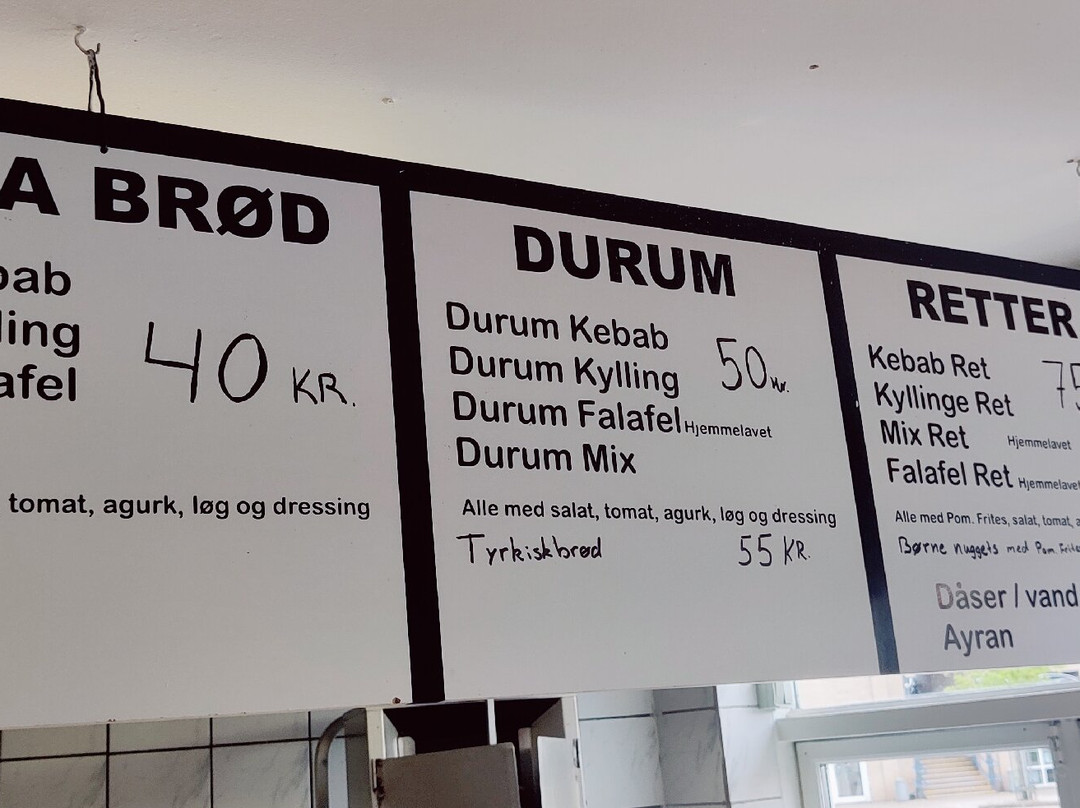 A BRØD
bab
ling
afel
40 KR.
tomat, agurk, løg og dressing
DURUM
Durum Kebab
Durum Kylling
Durum Falafel Hjemmelavet
Durum Mix
50 kr.
Alle med salat, tomat, agurk, løg og dressing
Tyrkiskbrød 55 KR.
RETTER
Kebab Ret
Kyllinge Ret
Mix Ret Hjemmelavet
Falafel Ret Hjemmelavet
75
Alle med Pom. Frites, salat, tomat, a
Børne nuggets med Pom. Frites
Dåser / vand
Ayran